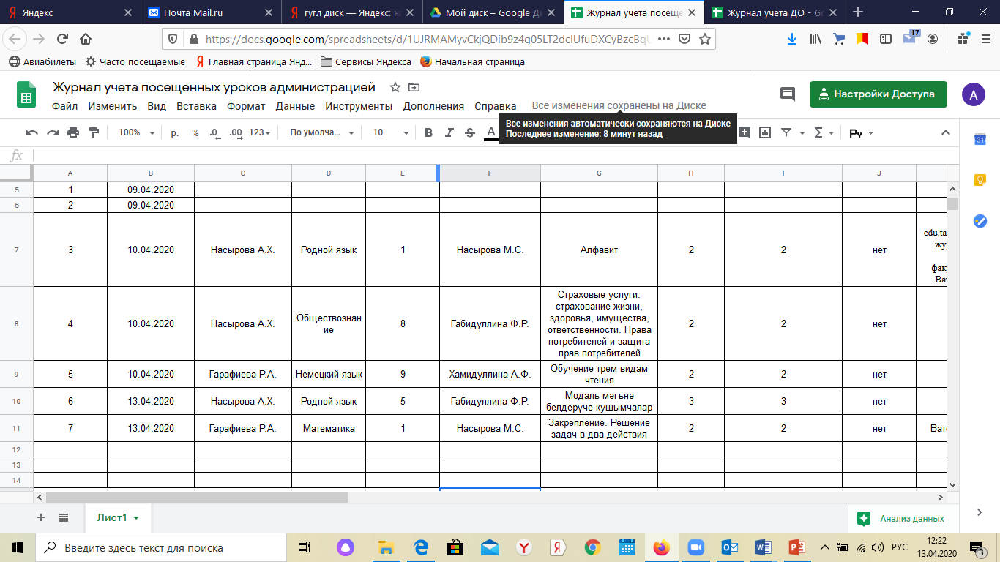 Яндекс
Почта Mail.ru
гугл диск — Яндекс: на
Мой диск – Google Д
Журнал учета посеще
Журнал учета ДО - Go
https://docs.google.com/spreadsheets/d/1UJRMAMyvCkjQDib9z4g05LT2dclUfuDXCyBzcBqU
17
Авиабилеты
Часто посещаемые
Главная страница Янд...
Сервисы Яндекса
Начальная страница
Журнал учета посещенных уроков администрацией
Файл Изменить Вид Вставка Формат Данные Инструменты Дополнения Справка
Все изменения сохранены на Диске
Настройки Доступа
A
Все изменения автоматически сохраняются на Диске
Последнее изменение: 8 минут назад
100% р. % .0 .00 123 По умолча... 10 B I S A Σ Ру
31
fx
A B C D E F G H I J
5 1 09.04.2020
6 2 09.04.2020
7 3 10.04.2020 Насырова А.Х. Родной язык 1 Насырова М.С. Алфавит 2 2 нет
edu.ta
жу
фак
Ва
8 4 10.04.2020 Насырова А.Х. Обществознан
ие
8 Габидуллина Ф.Р.
Страховые услуги:
страхование жизни,
здоровья, имущества,
ответственности. Права
потребителей и защита
прав потребителей
2 2 нет
9 5 10.04.2020 Гарафиева Р.А. Немецкий язык 9 Хамидуллина А.Ф.
Обучение трем видам
чтения
2 2 нет
10 6 13.04.2020 Насырова А.Х. Родной язык 5 Габидуллина Ф.Р.
Модаль мәгънә
белдерүче кушымчалар
3 3 нет
11 7 13.04.2020 Гарафиева Р.А. Математика 1 Насырова М.С.
Закрепление. Решение
задач в два действия
2 2 нет
Ват
12
13
14
Лист1
Анализ данных
Введите здесь текст для поиска
РУС
12:22
13.04.2020
3